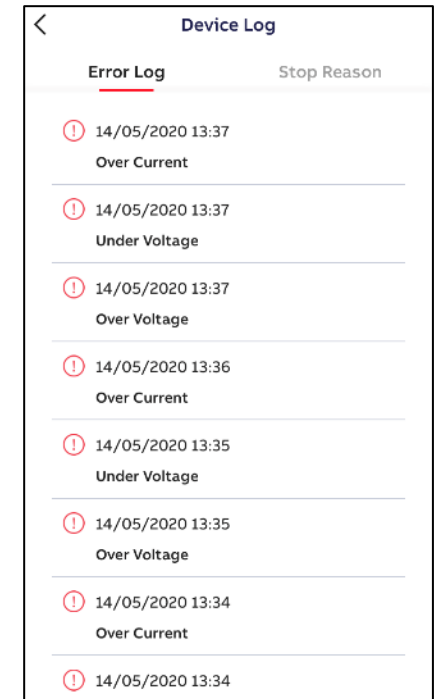 Device Log
Error Log Stop Reason
14/05/2020 13:37
Over Current
14/05/2020 13:37
Under Voltage
14/05/2020 13:37
Over Voltage
14/05/2020 13:36
Over Current
14/05/2020 13:35
Under Voltage
14/05/2020 13:35
Over Voltage
14/05/2020 13:34
Over Current
14/05/2020 13:34